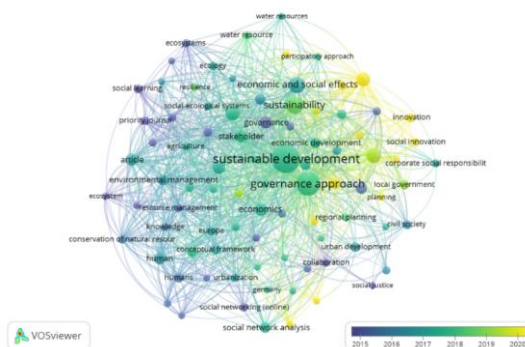 water resources
water resource
ecosystems
participatory approach
ecology
economic and social effects
social learning
resilience
social-ecological systems
sustainability
innovation
priority journal
governance
stakeholder
social innovation
agriculture
economic development
article
sustainable development
corporate social responsibilit
environmental management
governance approach
local government
ecosystem
planning
resource management
economics
regional planning
civil society
knowledge
europe
conservation of natural resour
conceptual framework
urban development
human
collaboration
humans
urbanization
social justice
germany
social networking (online)
social network analysis
VOSviewer
2015 2016 2017 2018 2019 2020